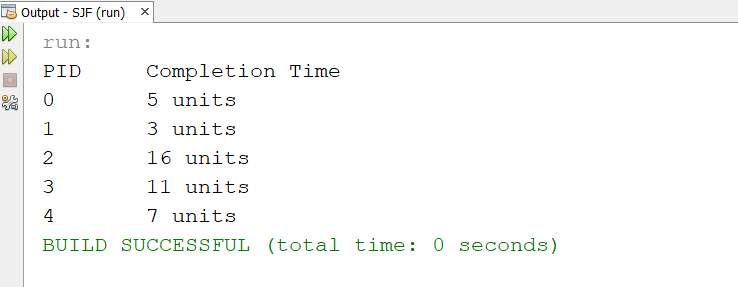 Output - SJF (run) ×
run:
PID Completion Time
0 5 units
1 3 units
2 16 units
3 11 units
4 7 units
BUILD SUCCESSFUL (total time: 0 seconds)